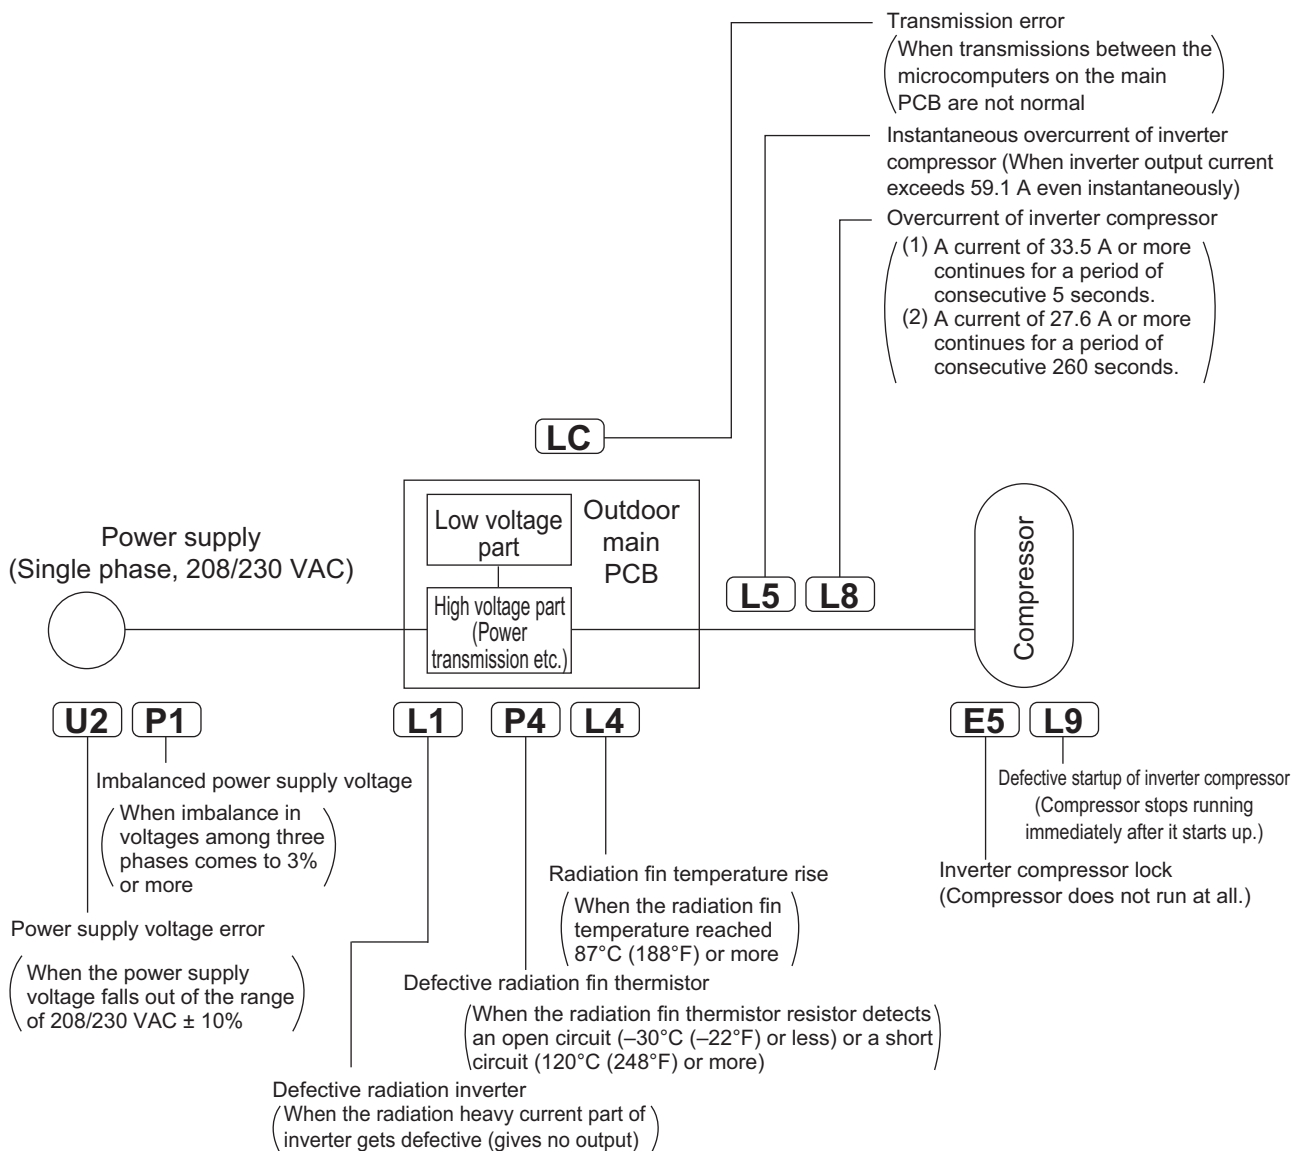 Transmission error
When transmissions between the
microcomputers on the main
PCB are not normal
Instantaneous overcurrent of inverter
compressor (When inverter output current
exceeds 59.1 A even instantaneously)
Overcurrent of inverter compressor
(1) A current of 33.5 A or more
continues for a period of
consecutive 5 seconds.
(2) A current of 27.6 A or more
continues for a period of
consecutive 260 seconds.
LC
Power supply
(Single phase, 208/230 VAC)
Low voltage
part
Outdoor
main
PCB
High voltage part
(Power
transmission etc.)
L5
L8
Compressor
U2
P1
L1
P4
L4
E5
L9
Imbalanced power supply voltage
When imbalance in
voltages among three
phases comes to 3%
or more
Power supply voltage error
When the power supply
voltage falls out of the range
of 208/230 VAC ± 10%
Radiation fin temperature rise
When the radiation fin
temperature reached
87°C (188°F) or more
Defective radiation fin thermistor
When the radiation fin thermistor resistor detects
an open circuit (–30°C (–22°F) or less) or a short
circuit (120°C (248°F) or more)
Defective radiation inverter
When the radiation heavy current part of
inverter gets defective (gives no output)
Defective startup of inverter compressor
(Compressor stops running
immediately after it starts up.)
Inverter compressor lock
(Compressor does not run at all.)